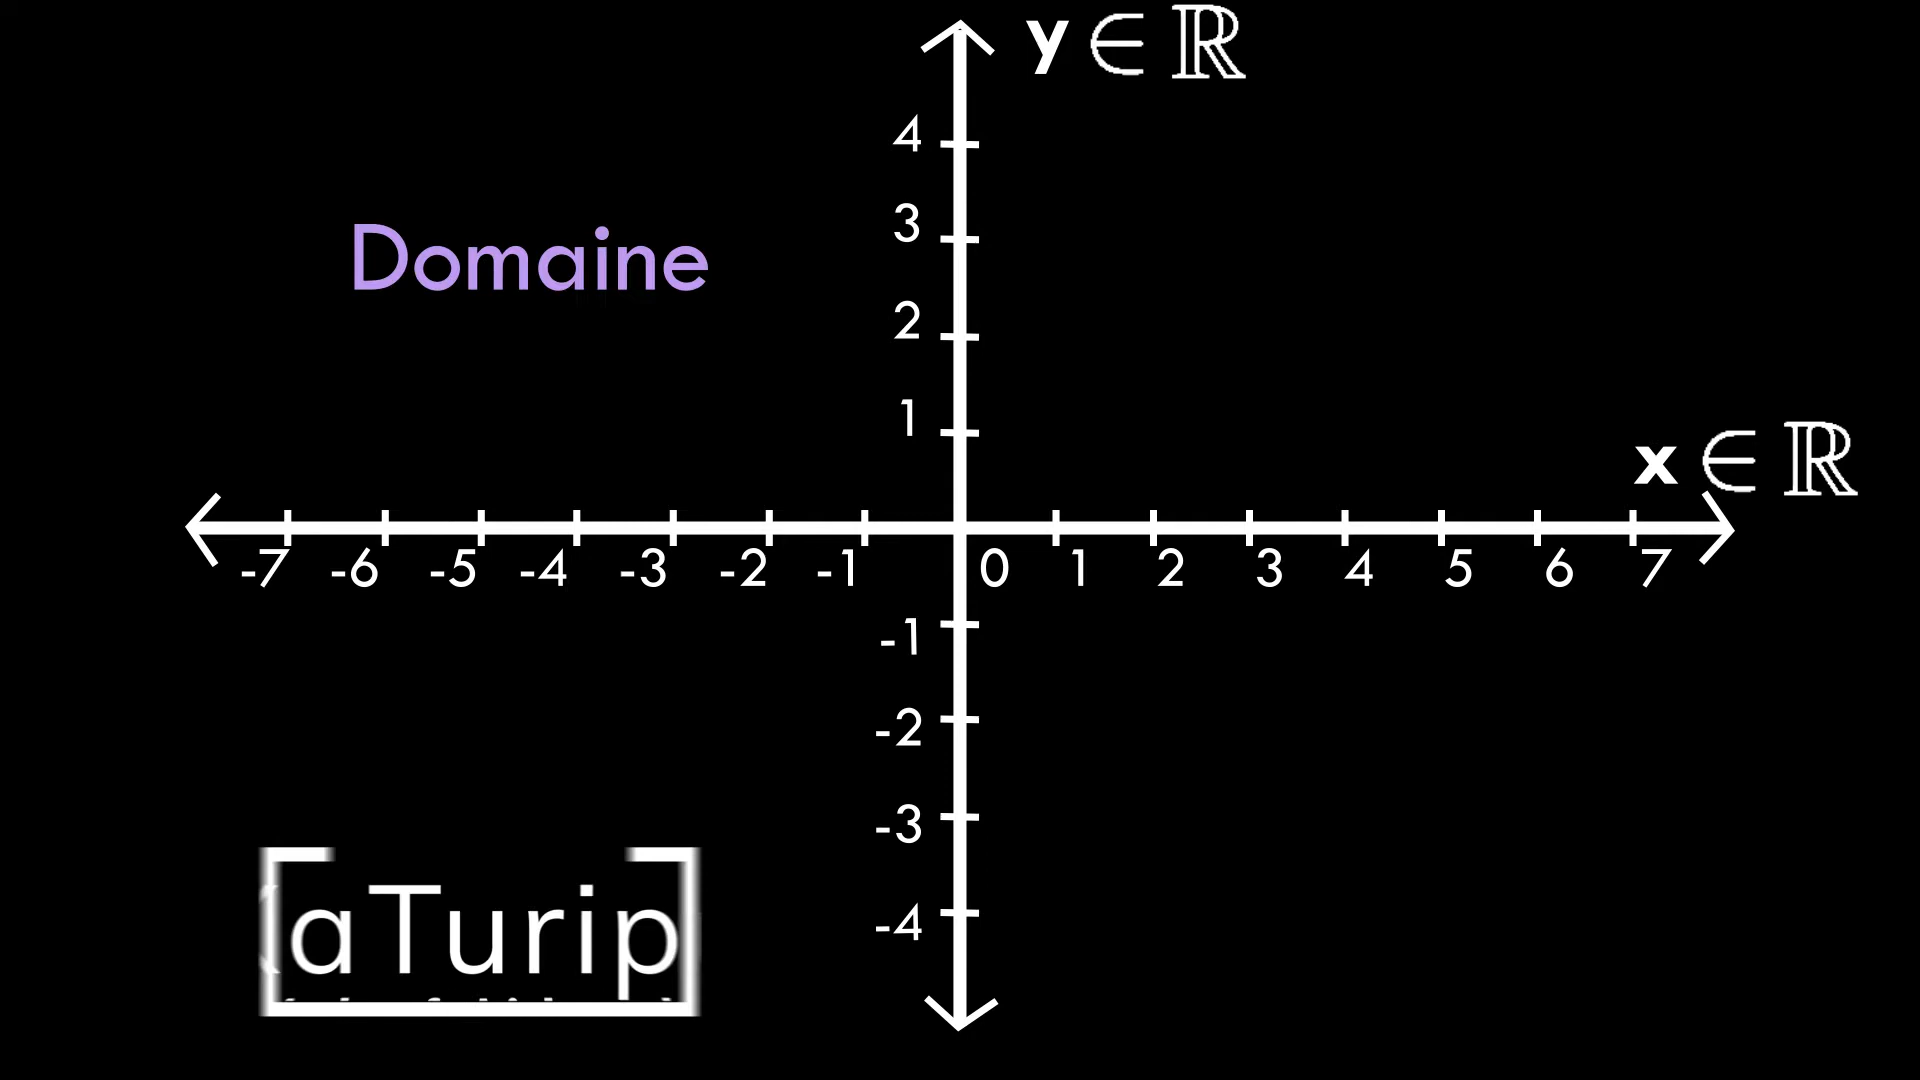 y ∈ ℝ
4
3
Domaine
2
1
x ∈ ℝ
-7 -6 -5 -4 -3 -2 -1 0 1 2 3 4 5 6 7
-1
-2
-3
-4
aTurip